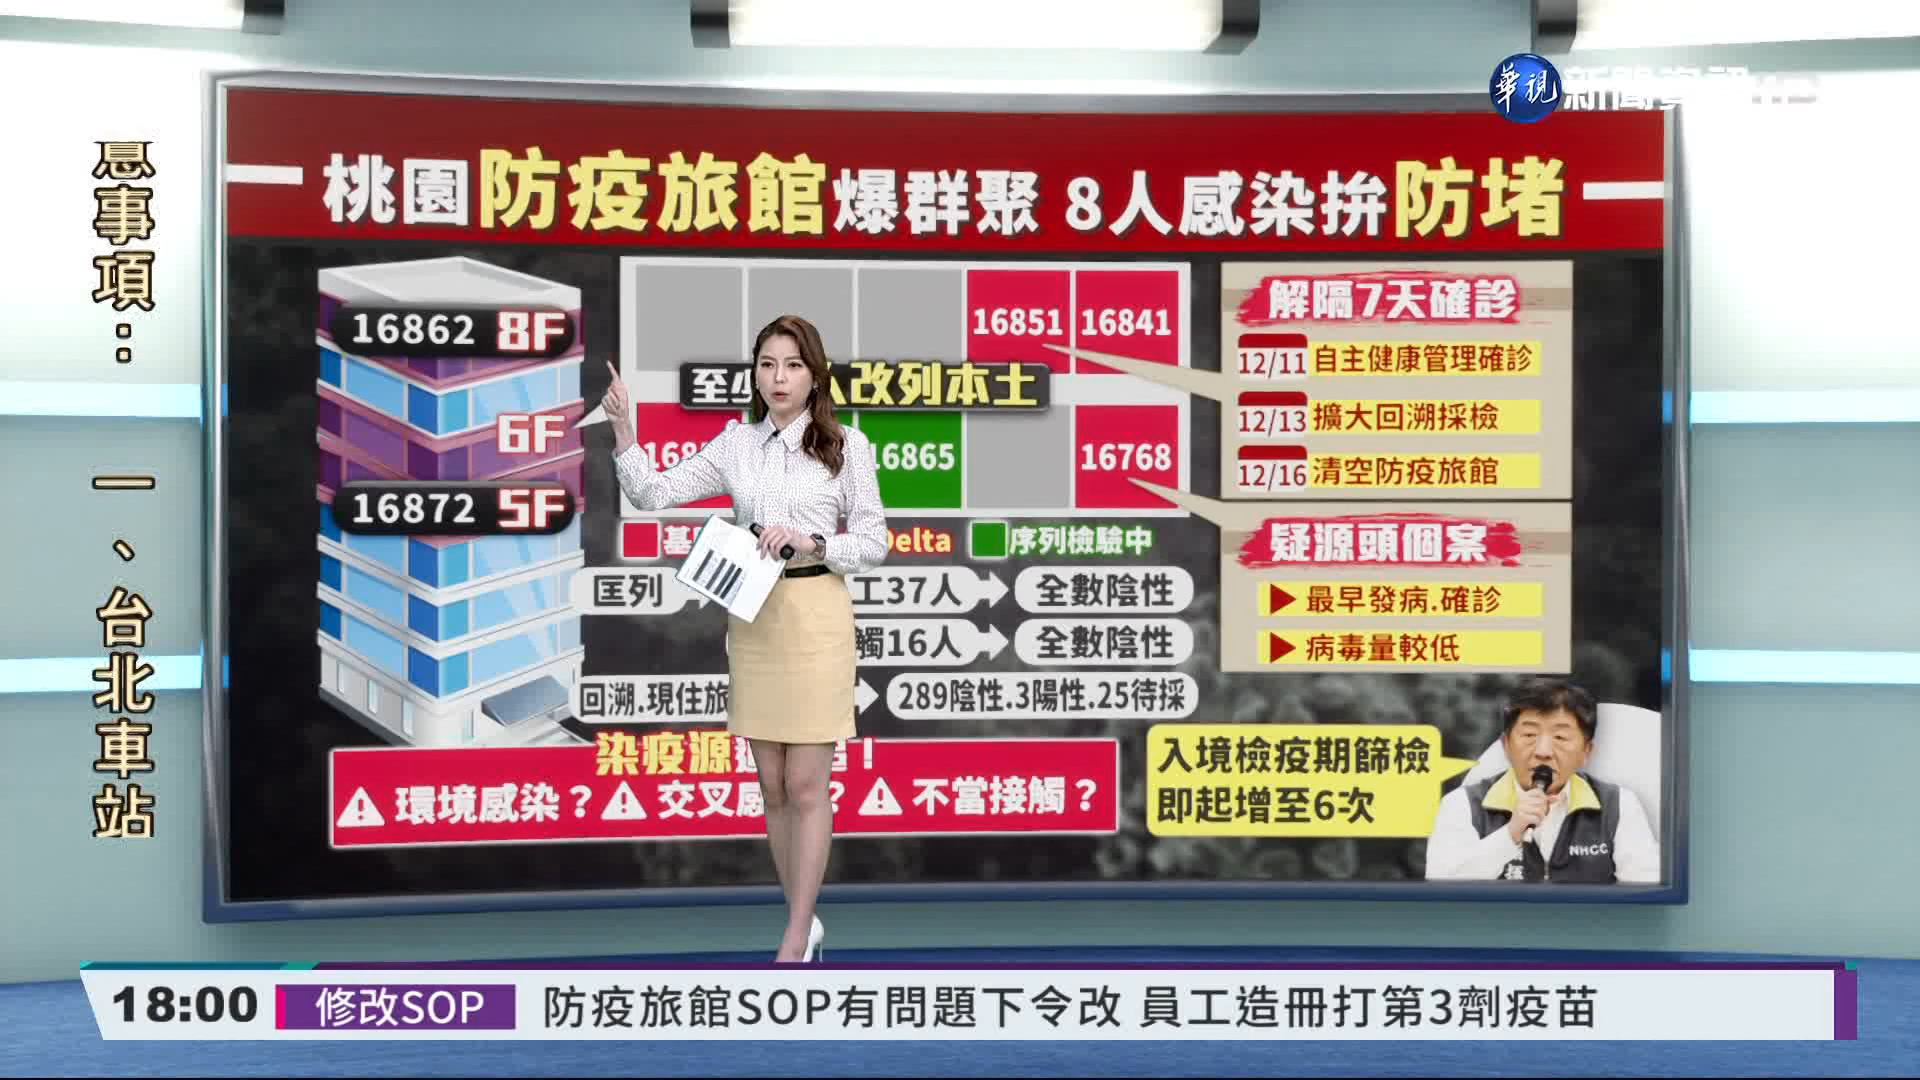 華視新聞資訊
意事項：
一、台北車站
桃園防疫旅館爆群聚 8人感染拚防堵
16862 8F
6F
16872 5F
16851 16841
至少 人改列本土
168 16865 16768
基 Delta 序列檢驗中
匡列 工37人 全數陰性
觸16人 全數陰性
回溯.現住旅 289陰性.3陽性.25待採
染疫源
環境感染？ 交叉感 ？ 不當接觸？
解隔7天確診
12/11 自主健康管理確診
12/13 擴大回溯採檢
12/16 清空防疫旅館
疑源頭個案
最早發病.確診
病毒量較低
入境檢疫期篩檢
即起增至6次
NHCC
18:00 修改SOP 防疫旅館SOP有問題下令改 員工造冊打第3劑疫苗